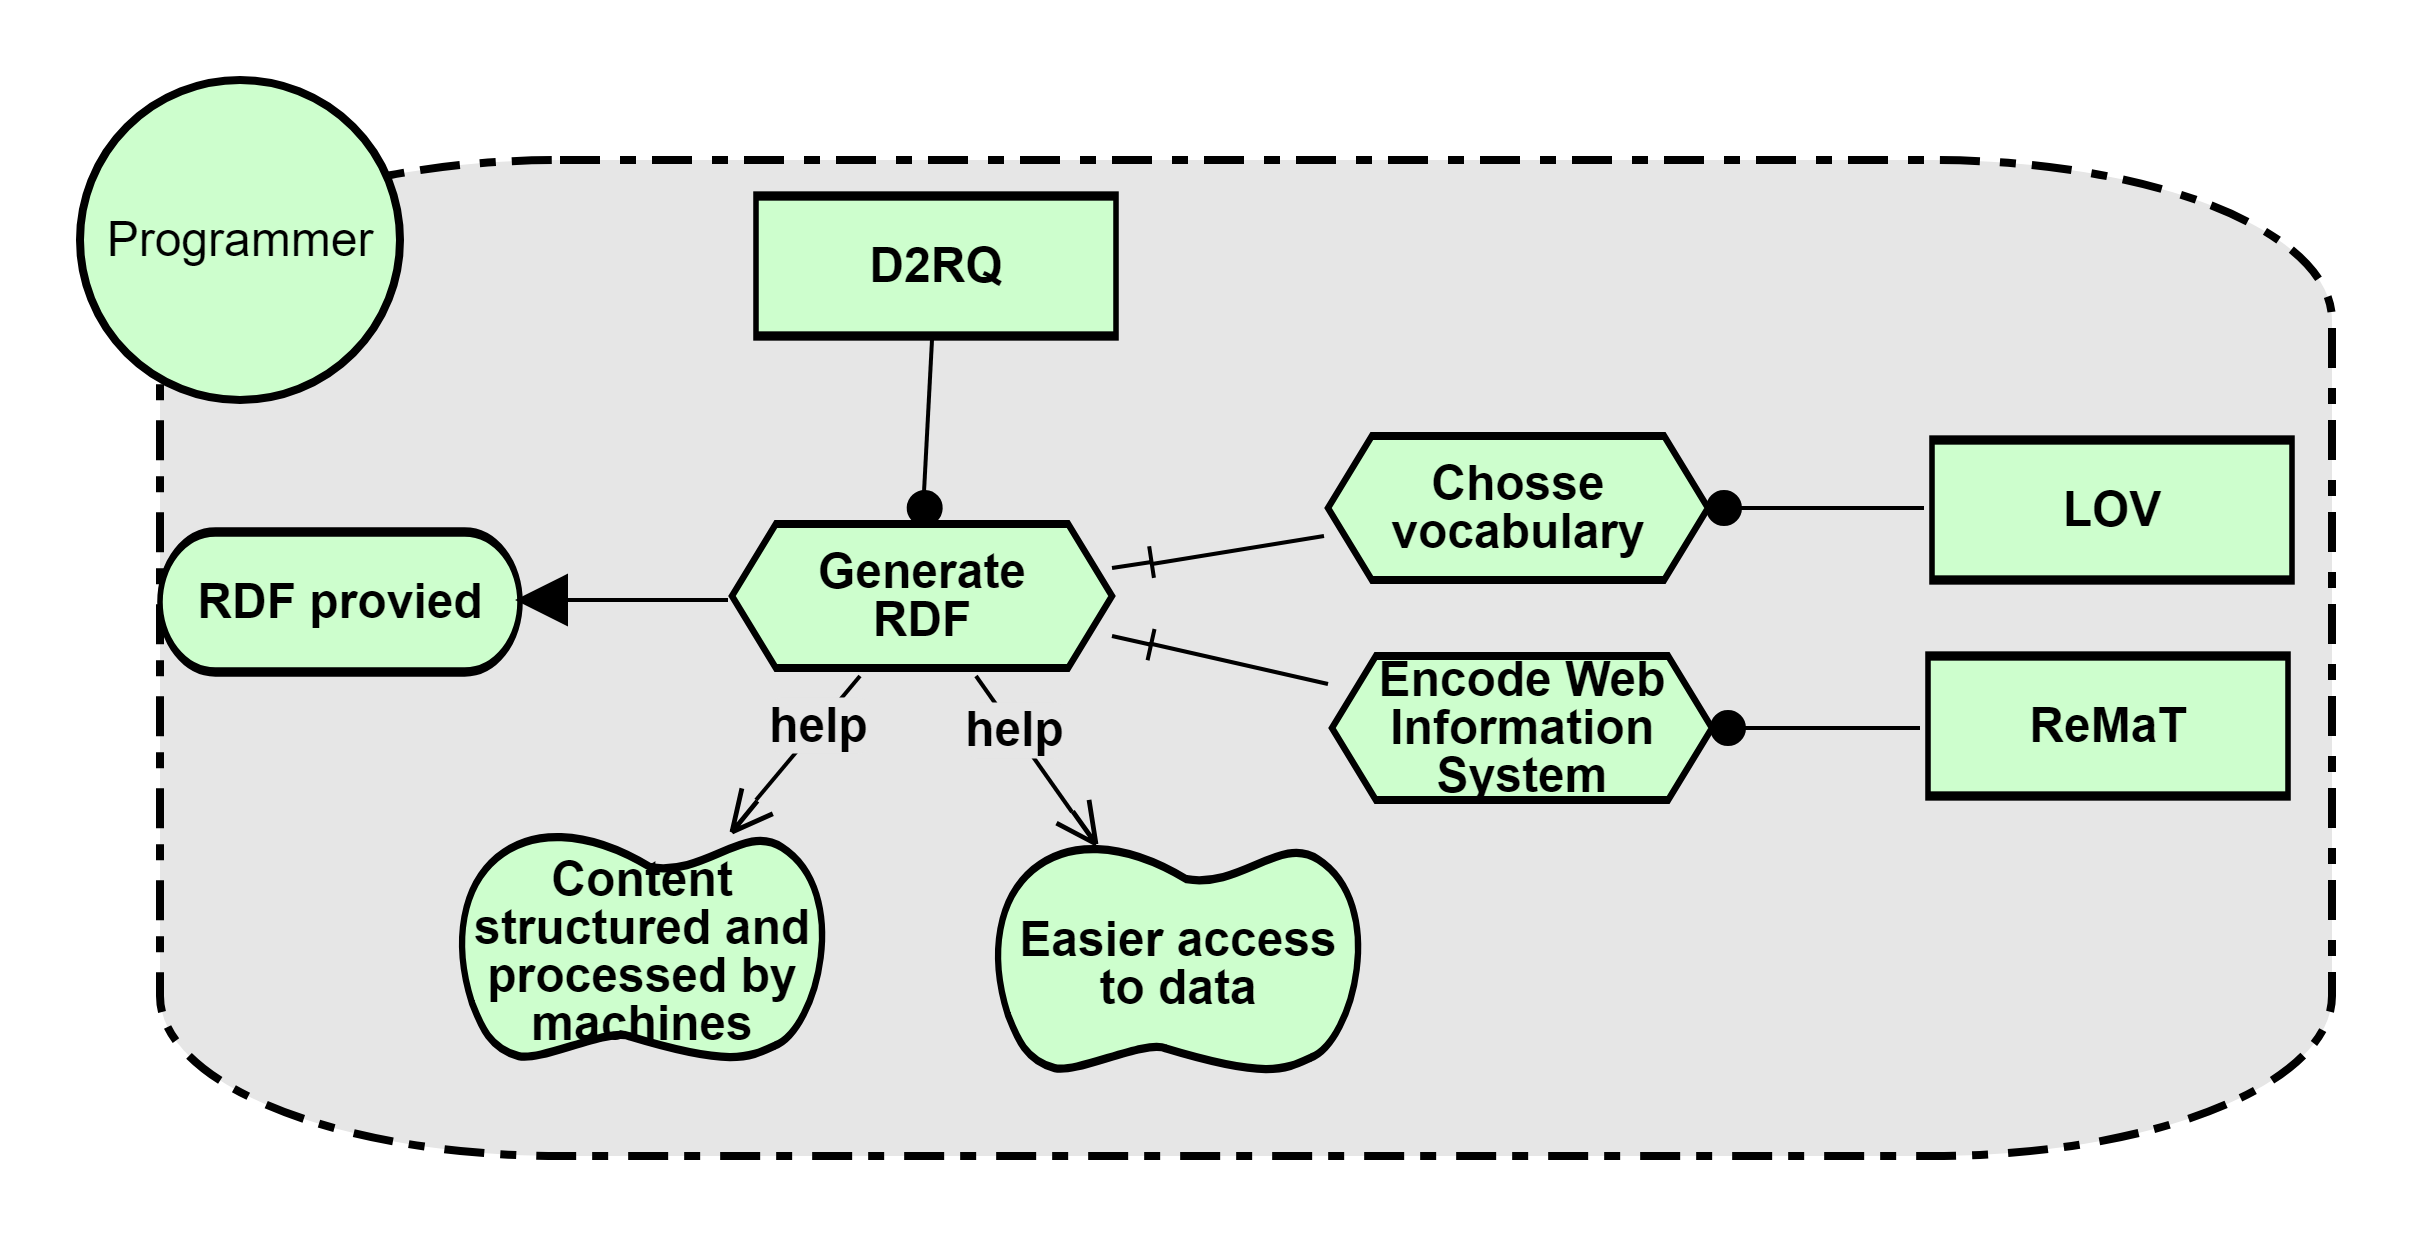 Programmer
D2RQ
Chosse
vocabulary
LOV
Generate
RDF
RDF provied
Encode Web
Information
System
ReMaT
help
help
Content
structured and
processed by
machines
Easier access
to data